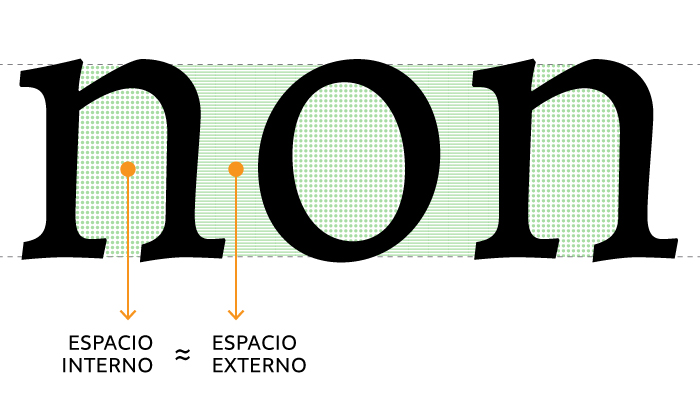 non
ESPACIO
INTERNO
≈
ESPACIO
EXTERNO